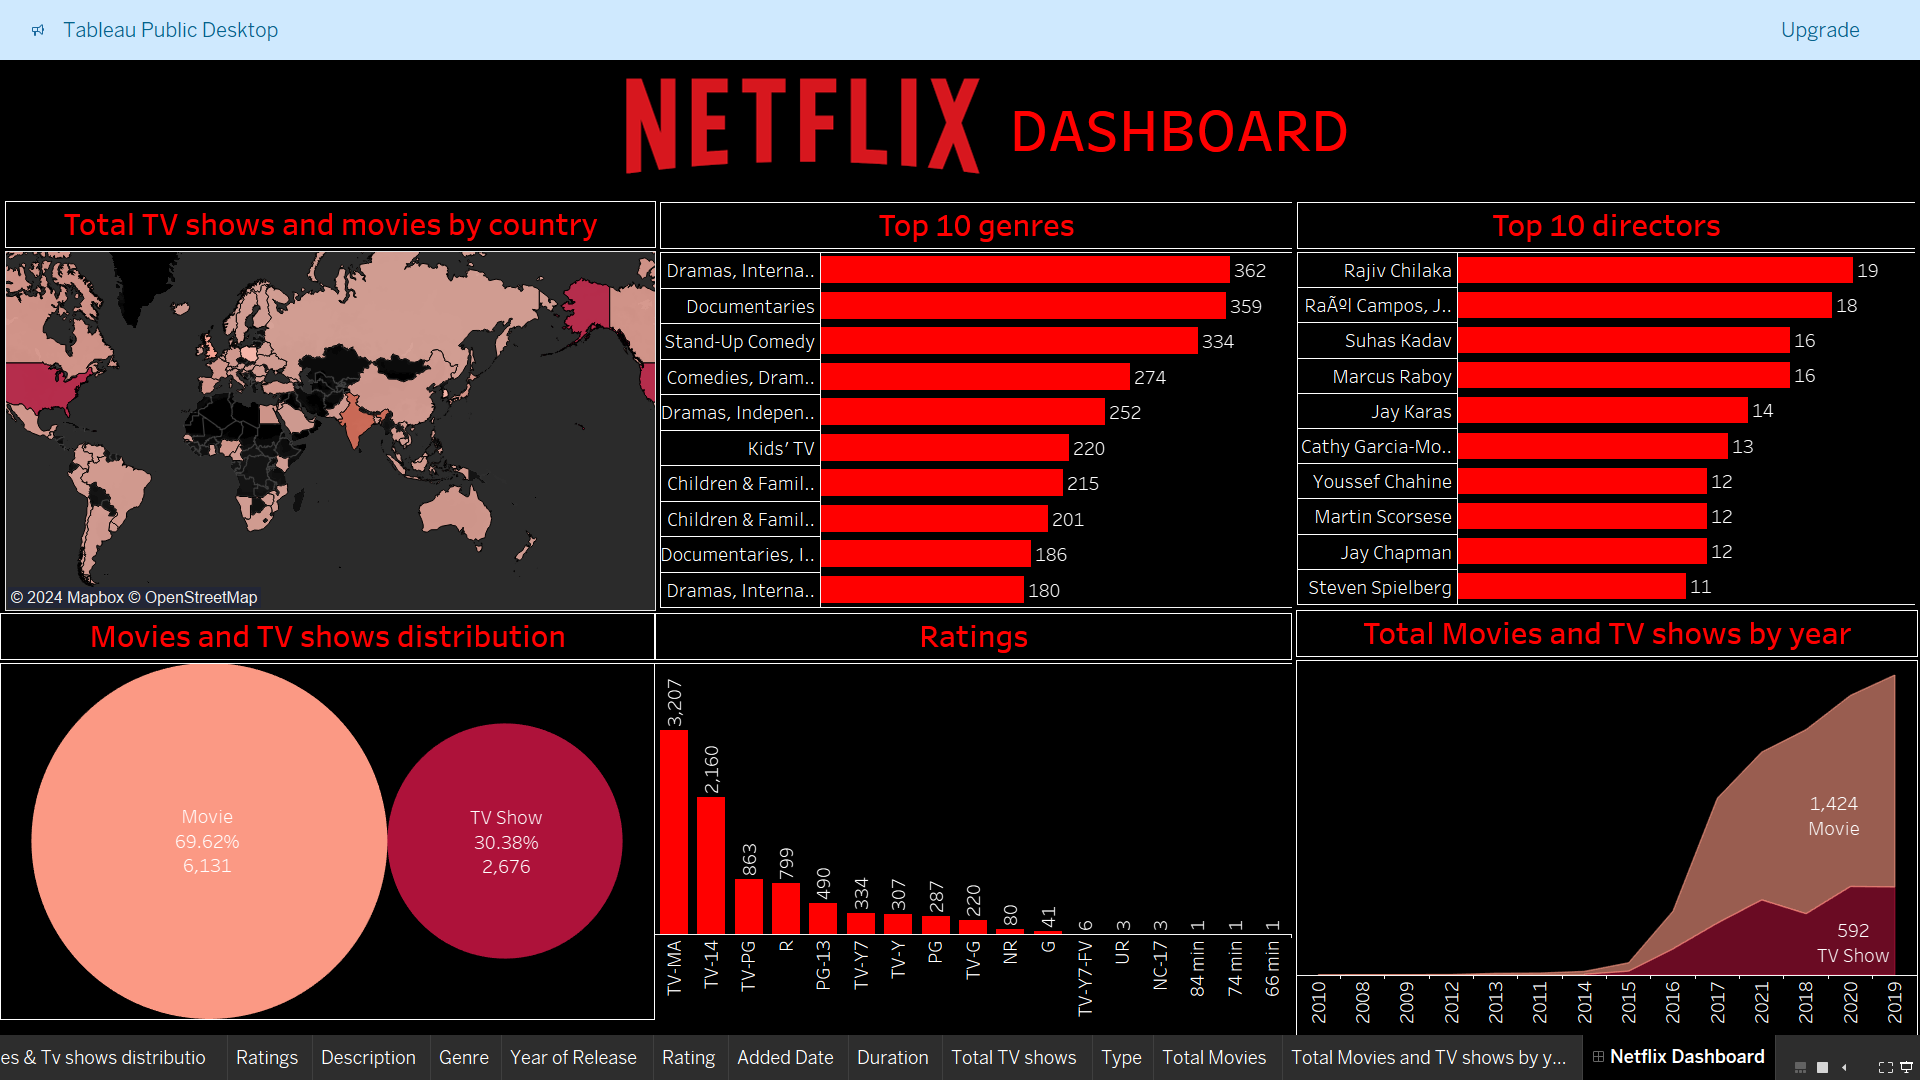 Tableau Public Desktop
Upgrade
NETFLIX DASHBOARD
Total TV shows and movies by country
© 2024 Mapbox © OpenStreetMap
Top 10 genres
Dramas, Interna.. 362
Documentaries 359
Stand-Up Comedy 334
Comedies, Dram.. 274
Dramas, Indepen.. 252
Kids’ TV 220
Children & Famil.. 215
Children & Famil.. 201
Documentaries, I.. 186
Dramas, Interna.. 180
Top 10 directors
Rajiv Chilaka 19
RaÃºl Campos, J.. 18
Suhas Kadav 16
Marcus Raboy 16
Jay Karas 14
Cathy Garcia-Mo.. 13
Youssef Chahine 12
Martin Scorsese 12
Jay Chapman 12
Steven Spielberg 11
Movies and TV shows distribution
Movie
69.62%
6,131
TV Show
30.38%
2,676
Ratings
3,207 2,160 863 799 490 334 307 287 220 80 41 6 3 3 1 1 1
TV-MA TV-14 TV-PG R PG-13 TV-Y7 TV-Y PG TV-G NR G TV-Y7-FV UR NC-17 84 min 74 min 66 min
Total Movies and TV shows by year
1,424
Movie
592
TV Show
2010 2008 2009 2012 2013 2011 2014 2015 2016 2017 2021 2018 2020 2019
es & Tv shows distributio Ratings Description Genre Year of Release Rating Added Date Duration Total TV shows Type Total Movies Total Movies and TV shows by y... Netflix Dashboard